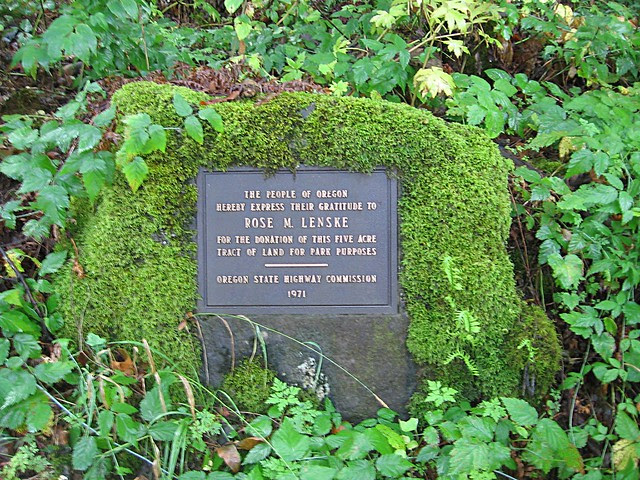 THE PEOPLE OF OREGON
HEREBY EXPRESS THEIR GRATITUDE TO
ROSE M. LENSKE
FOR THE DONATION OF THIS FIVE ACRE
TRACT OF LAND FOR PARK PURPOSES
OREGON STATE HIGHWAY COMMISSION
1971